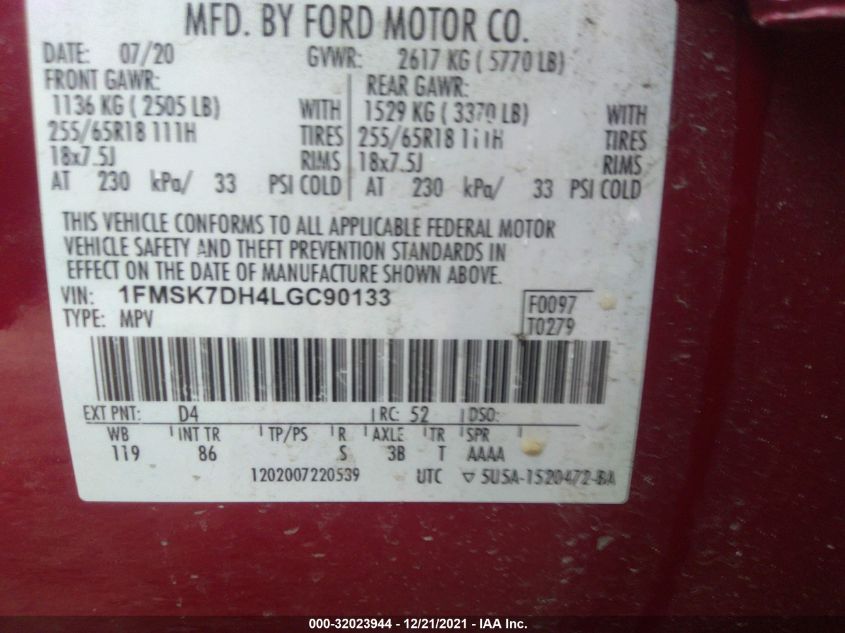 MFD. BY FORD MOTOR CO.
DATE: 07/20 GVWR: 2617 KG ( 5770 LB)
FRONT GAWR: REAR GAWR:
1136 KG ( 2505 LB) WITH 1529 KG ( 3370 LB) WITH
255/65R18 111H TIRES 255/65R18 111H TIRES
18x7.5J RIMS 18x7.5J RIMS
AT 230 kPa/ 33 PSI COLD AT 230 kPa/ 33 PSI COLD
THIS VEHICLE CONFORMS TO ALL APPLICABLE FEDERAL MOTOR
VEHICLE SAFETY AND THEFT PREVENTION STANDARDS IN
EFFECT ON THE DATE OF MANUFACTURE SHOWN ABOVE.
VIN: 1FMSK7DH4LGC90133 F0097
TYPE: MPV T0279
EXT PNT: D4 RC: 52 DSO:
WB INT TR TP/PS R AXLE TR SPR
119 86 S 3B T AAAA
1202007220539 UTC ▽ 5U5A-1520472-BA
000-32023944 - 12/21/2021 - IAA Inc.